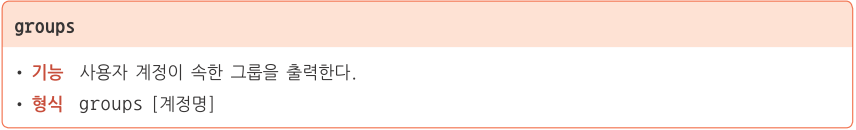 groups
• 기능 사용자 계정이 속한 그룹을 출력한다.
• 형식 groups [계정명]